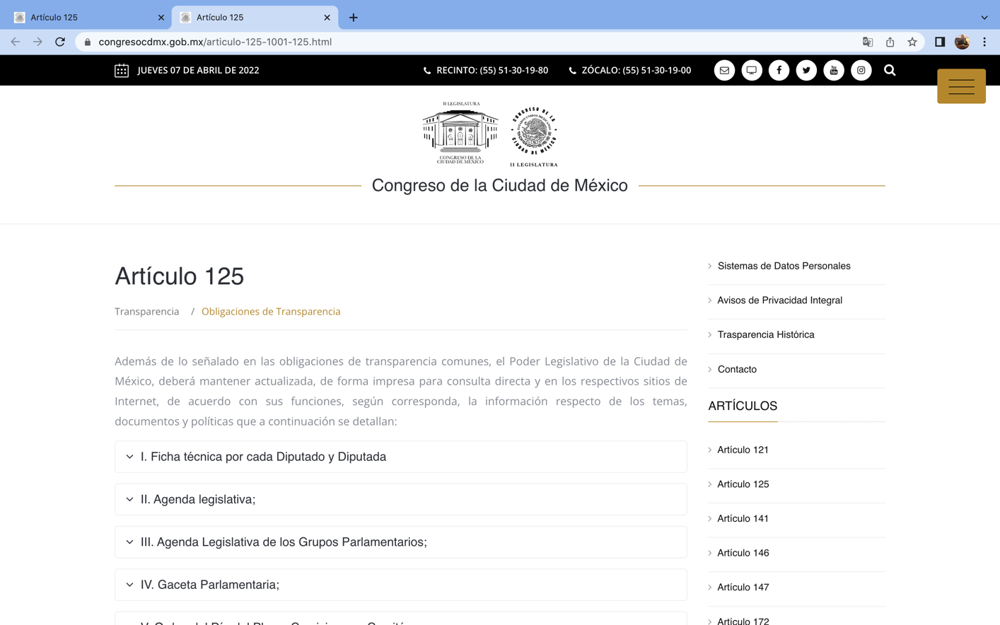 Artículo 125
Artículo 125
congresocdmx.gob.mx/articulo-125-1001-125.html
JUEVES 07 DE ABRIL DE 2022
RECINTO: (55) 51-30-19-80
ZÓCALO: (55) 51-30-19-00
II LEGISLATURA
CONGRESO DE LA
CIUDAD DE MÉXICO
CONGRESO DE LA
CIUDAD DE MÉXICO
ESTADOS UNIDOS MEXICANOS
II LEGISLATURA
Congreso de la Ciudad de México
Artículo 125
Transparencia / Obligaciones de Transparencia
Además de lo señalado en las obligaciones de transparencia comunes, el Poder Legislativo de la Ciudad de
México, deberá mantener actualizada, de forma impresa para consulta directa y en los respectivos sitios de
Internet, de acuerdo con sus funciones, según corresponda, la información respecto de los temas,
documentos y políticas que a continuación se detallan:
I. Ficha técnica por cada Diputado y Diputada
II. Agenda legislativa;
III. Agenda Legislativa de los Grupos Parlamentarios;
IV. Gaceta Parlamentaria;
Sistemas de Datos Personales
Avisos de Privacidad Integral
Trasparencia Histórica
Contacto
ARTÍCULOS
Artículo 121
Artículo 125
Artículo 141
Artículo 146
Artículo 147
Artículo 172